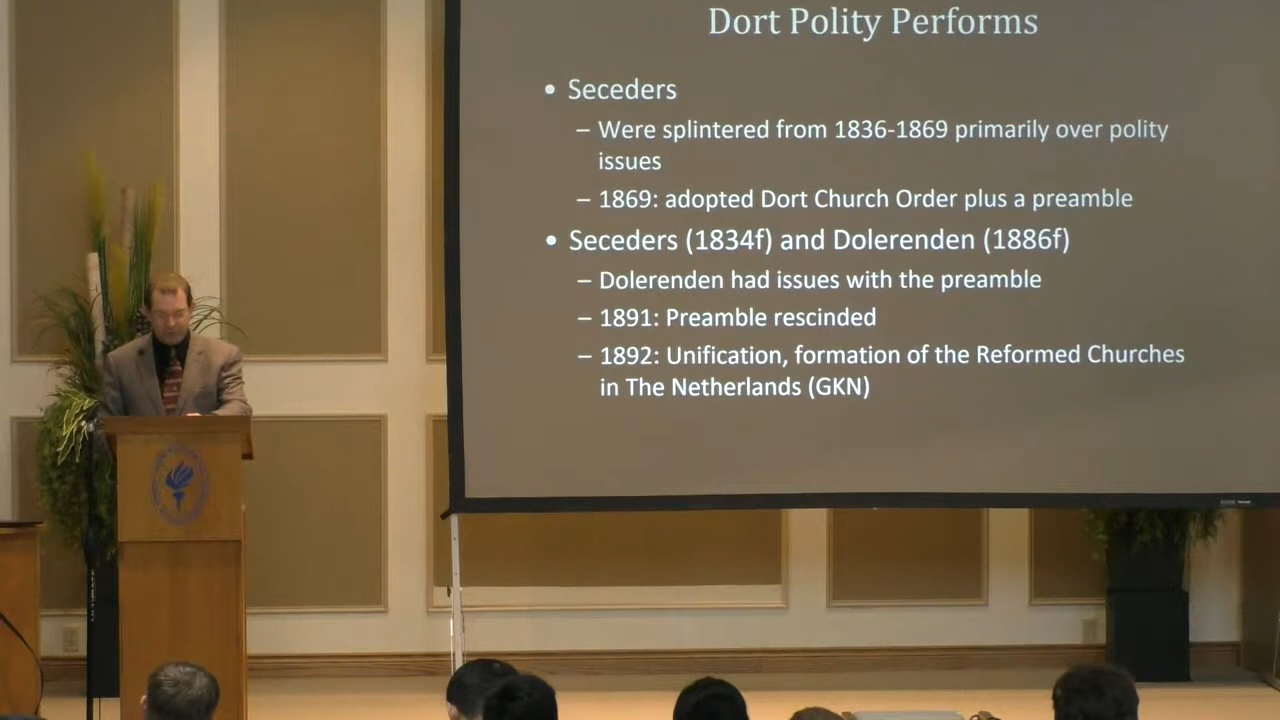 Dort Polity Performs
• Seceders
– Were splintered from 1836-1869 primarily over polity
issues
– 1869: adopted Dort Church Order plus a preamble
• Seceders (1834f) and Dolerenden (1886f)
– Dolerenden had issues with the preamble
– 1891: Preamble rescinded
– 1892: Unification, formation of the Reformed Churches
in The Netherlands (GKN)